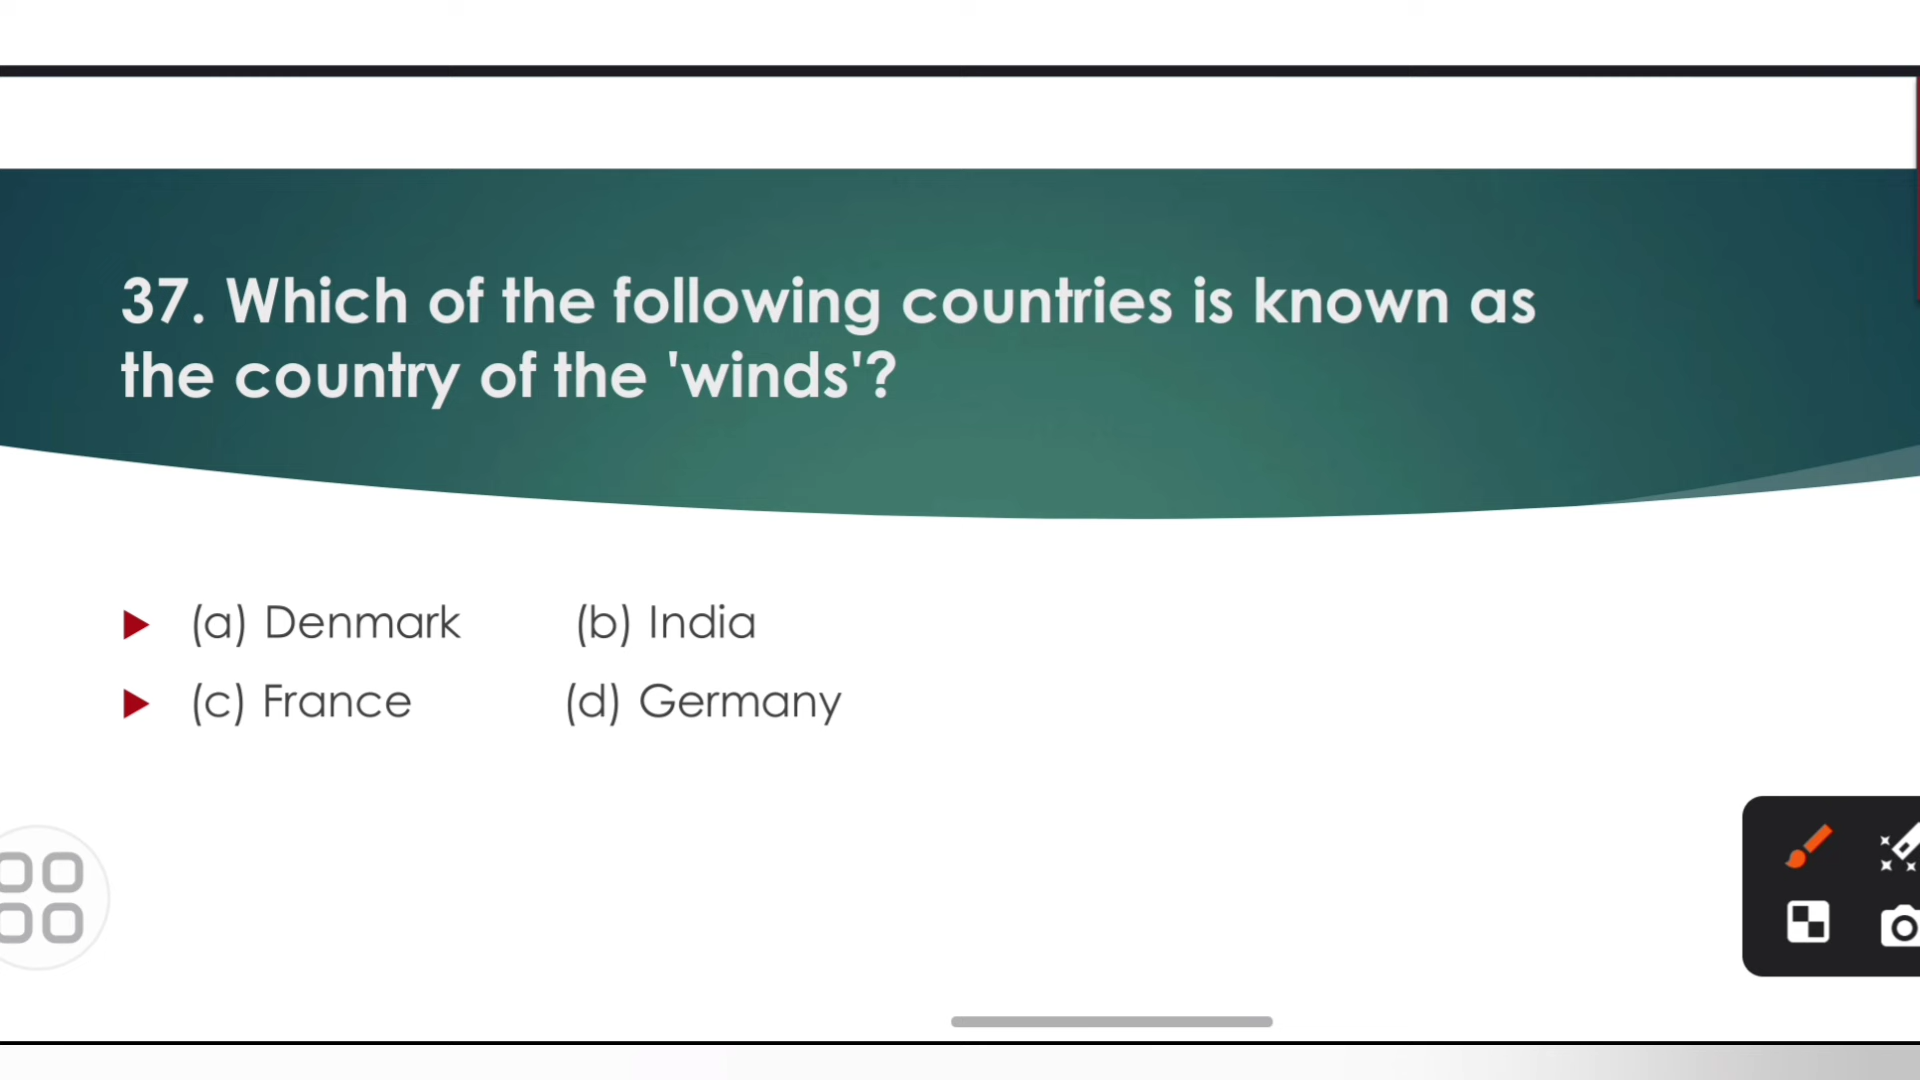 37. Which of the following countries is known as
the country of the 'winds'?
(a) Denmark (b) India
(c) France (d) Germany